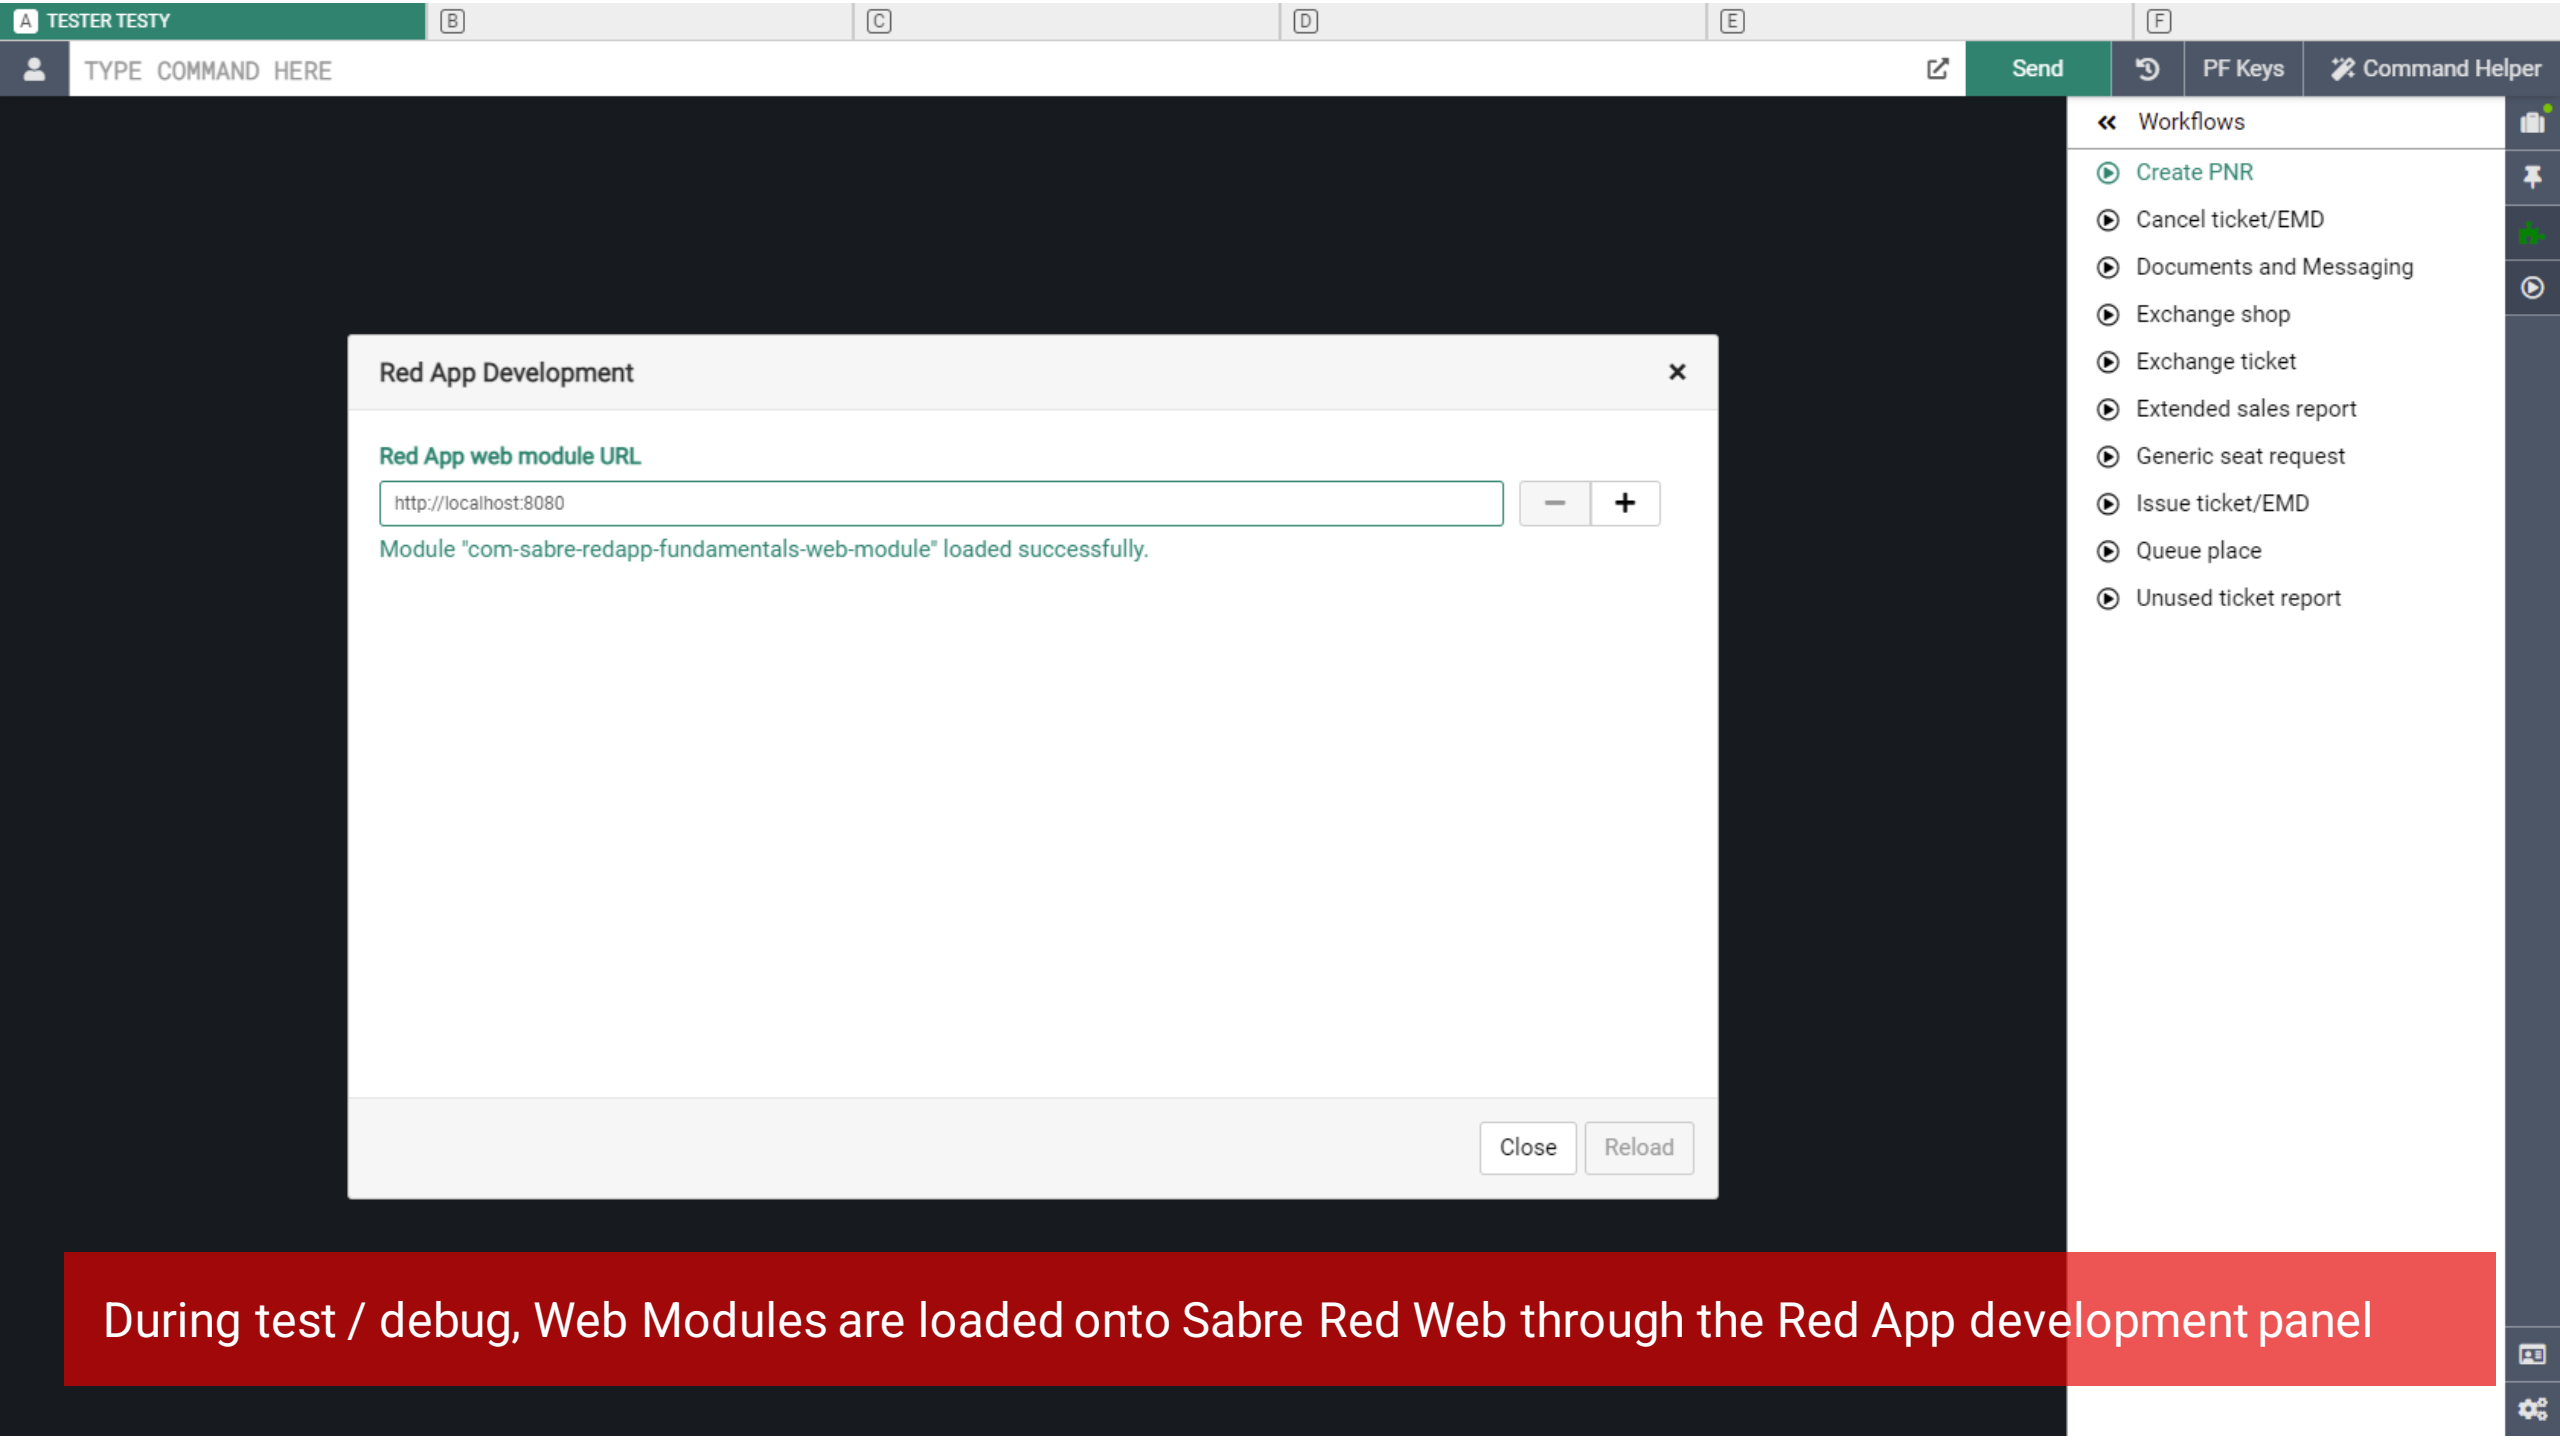 A TESTER TESTY
B
C
D
E
F
TYPE COMMAND HERE
Send
PF Keys
Command Helper
Workflows
Create PNR
Cancel ticket/EMD
Documents and Messaging
Exchange shop
Exchange ticket
Extended sales report
Generic seat request
Issue ticket/EMD
Queue place
Unused ticket report
Red App Development
Red App web module URL
http://localhost:8080
Module "com-sabre-redapp-fundamentals-web-module" loaded successfully.
Close
Reload
During test / debug, Web Modules are loaded onto Sabre Red Web through the Red App development panel